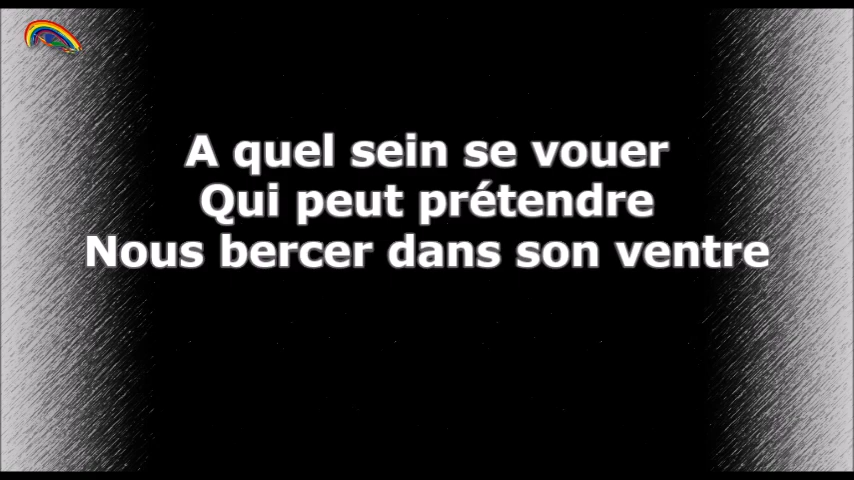 A quel sein se vouer
Qui peut prétendre
Nous bercer dans son ventre